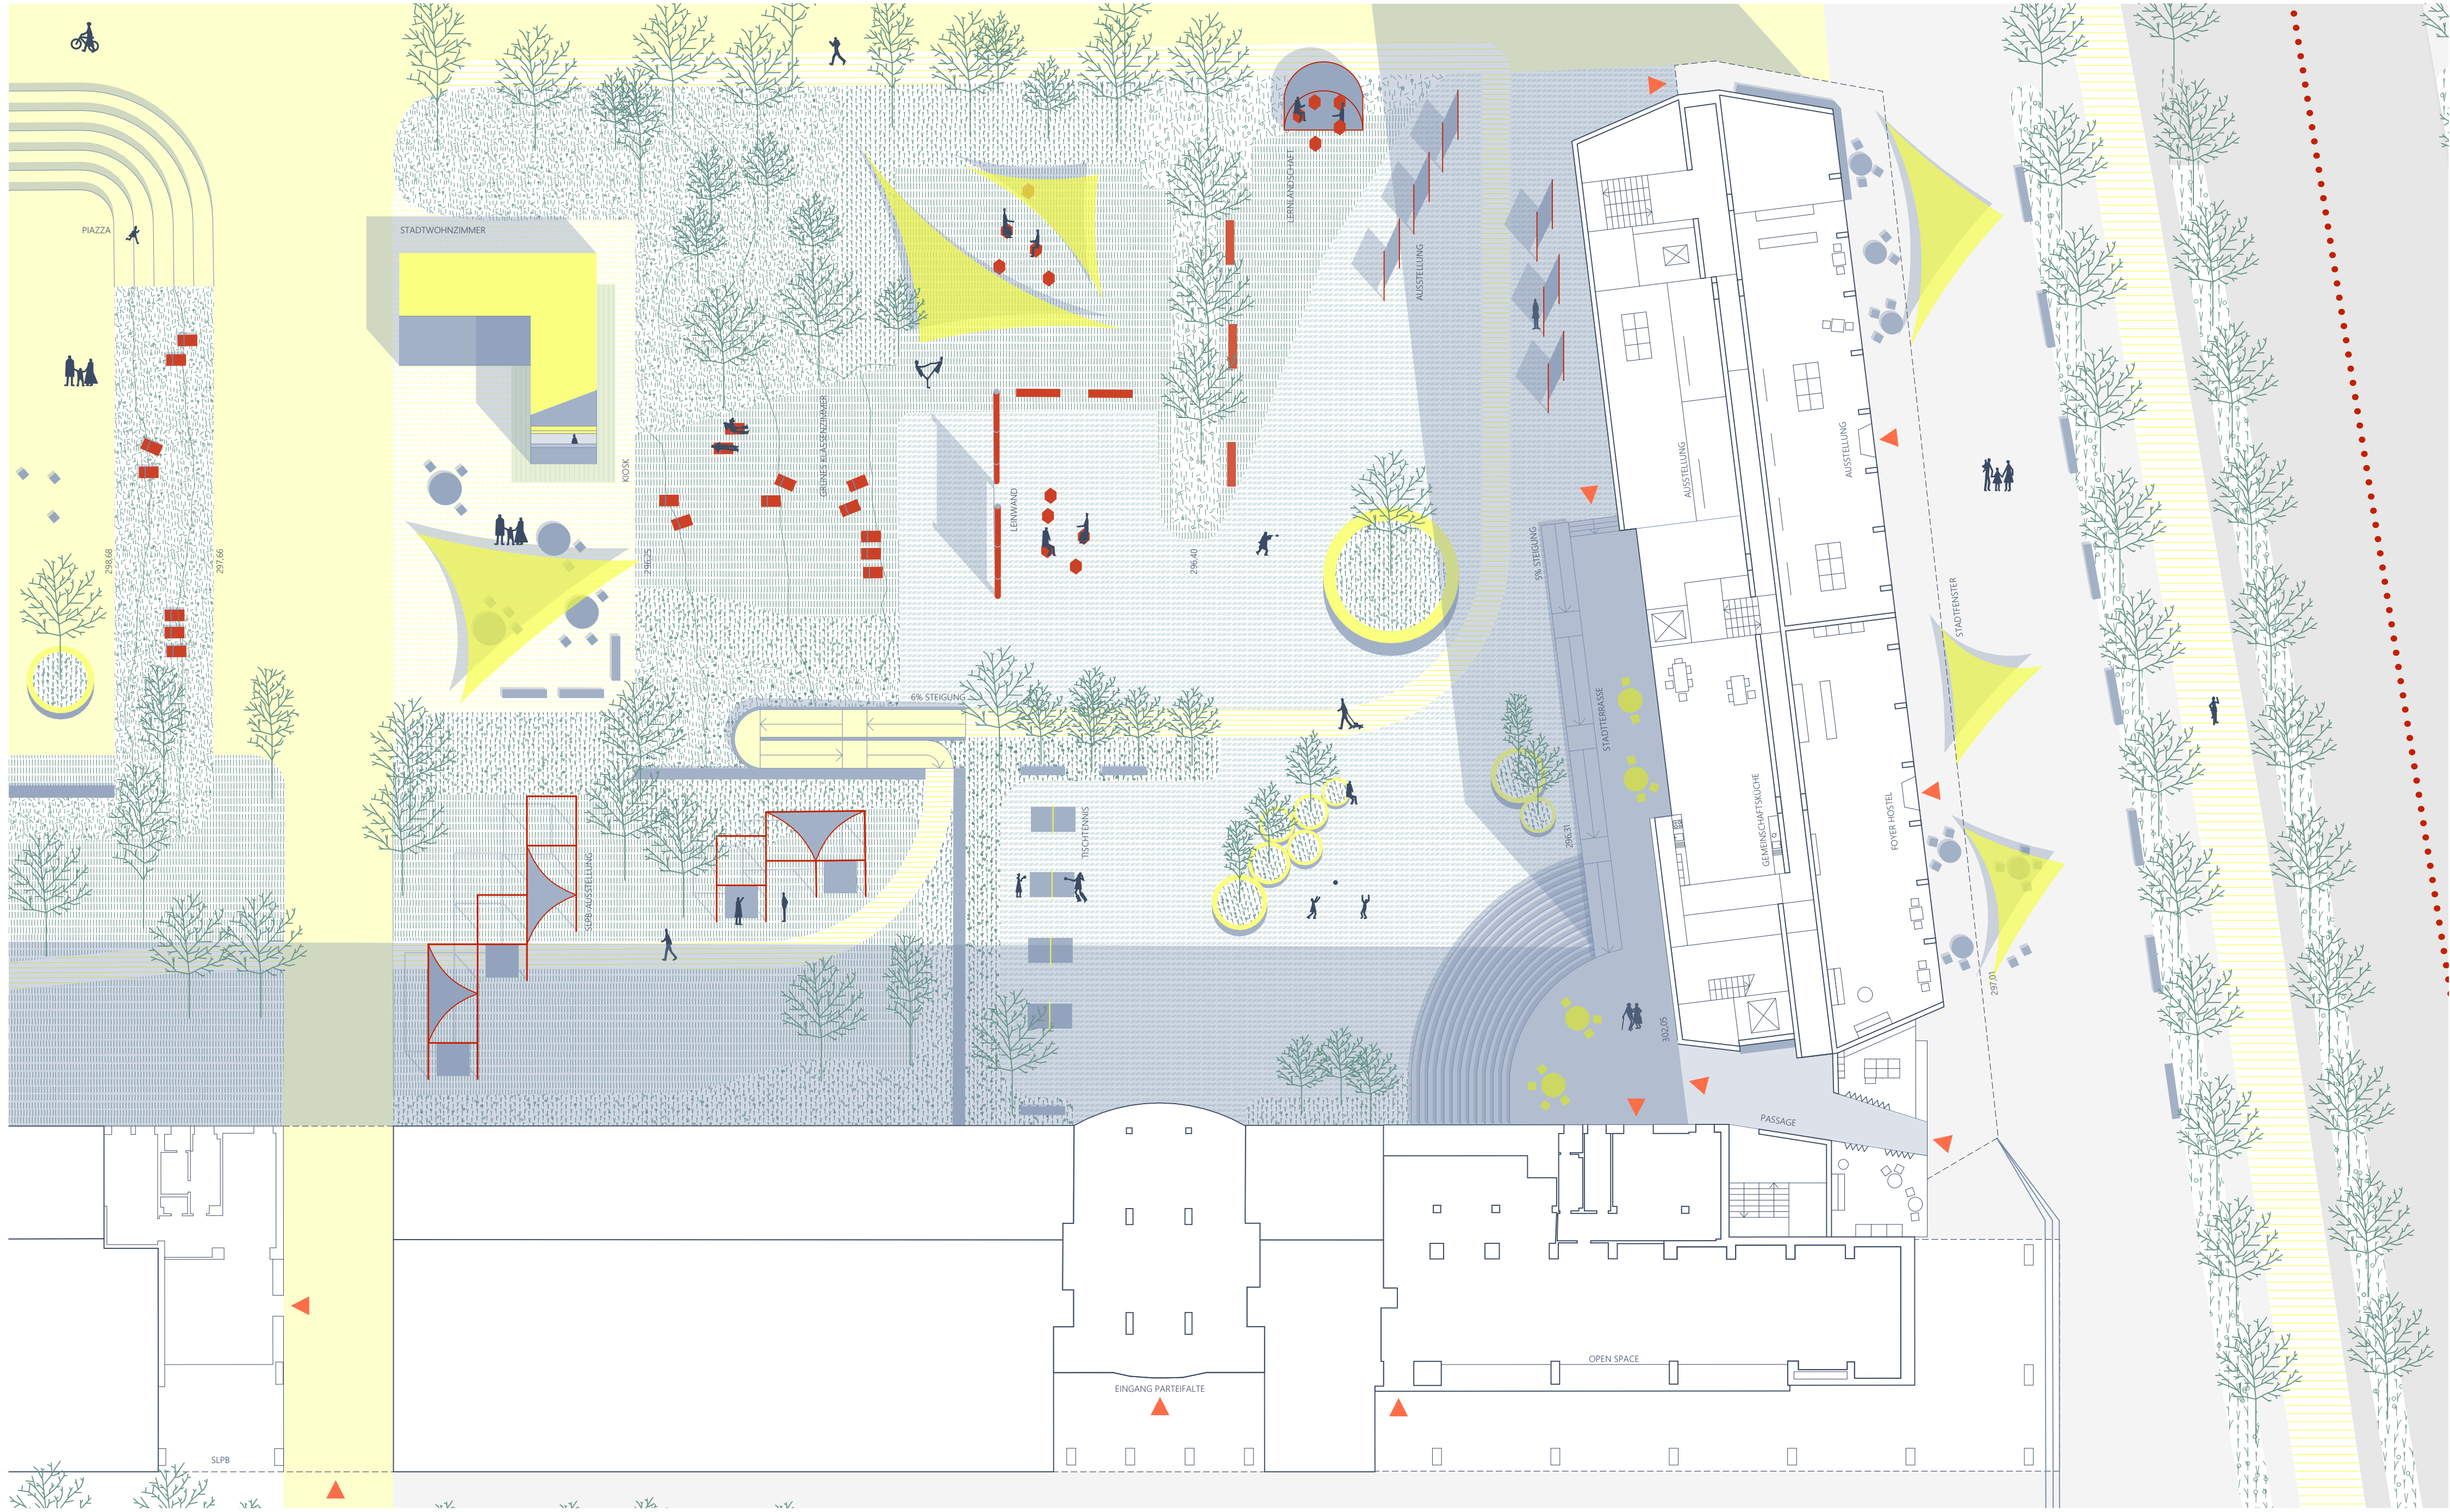 PIAZZA
STADTWOHNZIMMER
LERNLANDSCHAFT
AUSSTELLUNG
KIOSK
GRÜNES KLASSENZIMMER
LEINWAND
AUSSTELLUNG
AUSSTELLUNG
298,68
297,66
296,25
296,40
5% STEIGUNG
STADTFENSTER
6% STEIGUNG
STADTTERRASSE
TISCHTENNIS
296,31
GEMEINSCHAFTSKÜCHE
FOYER HOSTEL
SLPB-AUSSTELLUNG
297,01
302,05
PASSAGE
OPEN SPACE
EINGANG PARTEIFALTE
SLPB